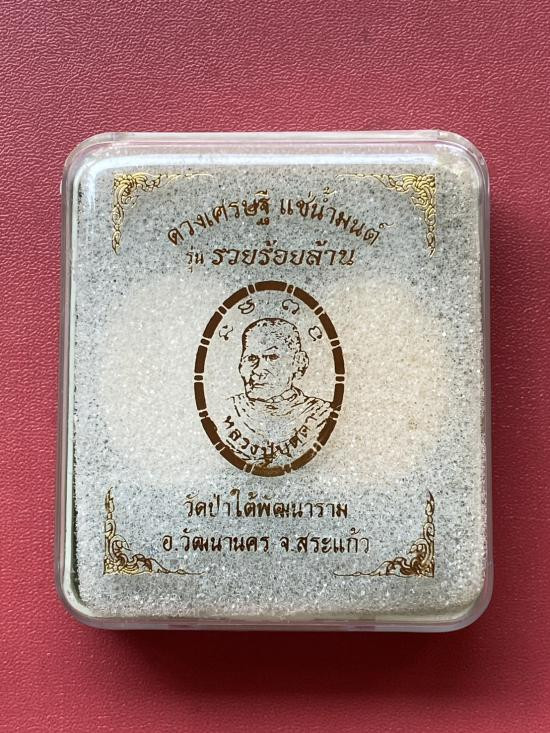 ดวงเศรษฐี แช่น้ำมนต์
รุ่น รวยร้อยล้าน
หลวงปู่บุดดา
วัดป่าใต้พัฒนาราม
อ.วัฒนานคร จ.สระแก้ว